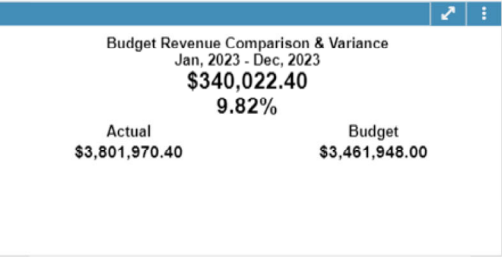 Budget Revenue Comparison & Variance
Jan, 2023 - Dec, 2023
$340,022.40
9.82%
Actual Budget
$3,801,970.40 $3,461,948.00